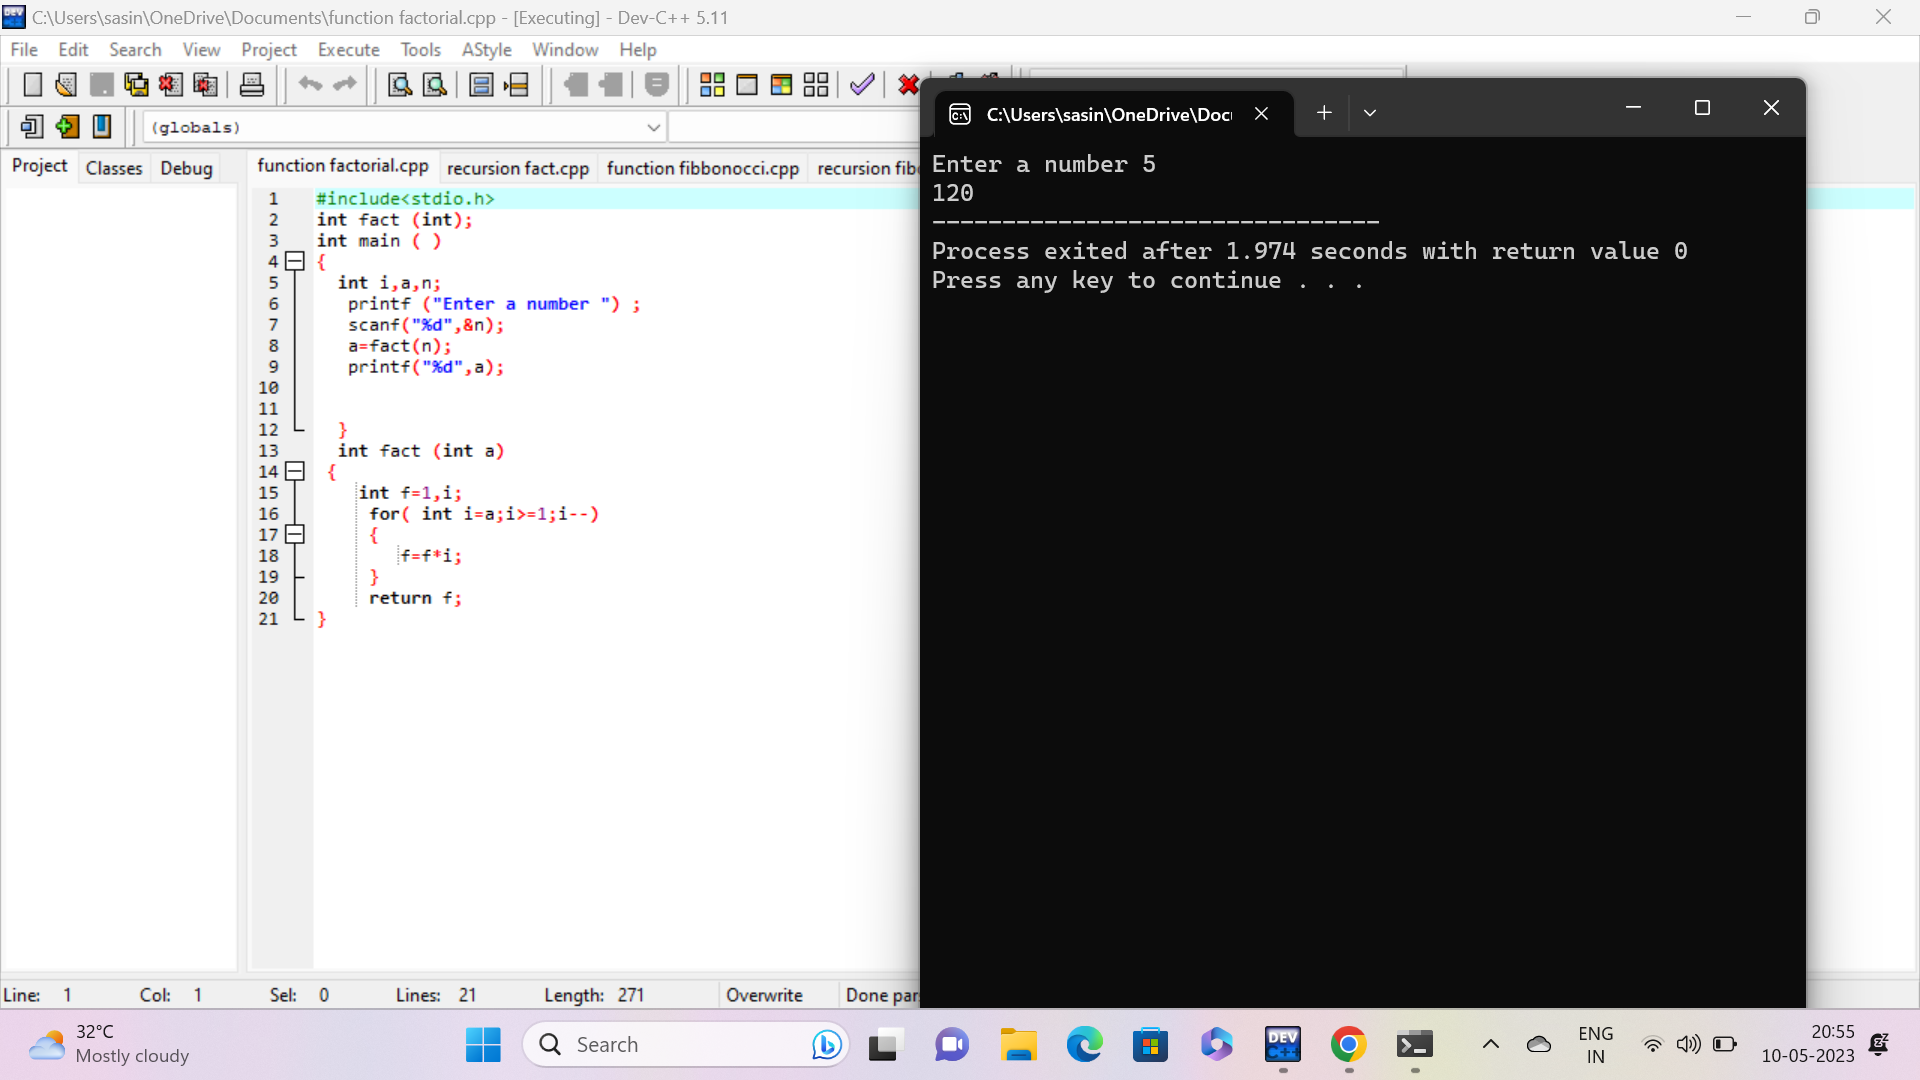 C:\Users\sasin\OneDrive\Documents\function factorial.cpp - [Executing] - Dev-C++ 5.11
File Edit Search View Project Execute Tools AStyle Window Help
(globals)
Project Classes Debug
function factorial.cpp recursion fact.cpp function fibbonocci.cpp recursion fib
1 #include<stdio.h>
2 int fact (int);
3 int main ( )
4 {
5 int i,a,n;
6 printf ("Enter a number ") ;
7 scanf("%d",&n);
8 a=fact(n);
9 printf("%d",a);
10
11
12 }
13 int fact (int a)
14 {
15 int f=1,i;
16 for( int i=a;i>=1;i--)
17 {
18 f=f*i;
19 }
20 return f;
21 }
C:\Users\sasin\OneDrive\Doc
Enter a number 5
120
--------------------------------
Process exited after 1.974 seconds with return value 0
Press any key to continue . . .
Line: 1 Col: 1 Sel: 0 Lines: 21 Length: 271 Overwrite Done par
32°C
Mostly cloudy
Search
DEV
C++
ENG
IN
20:55
10-05-2023